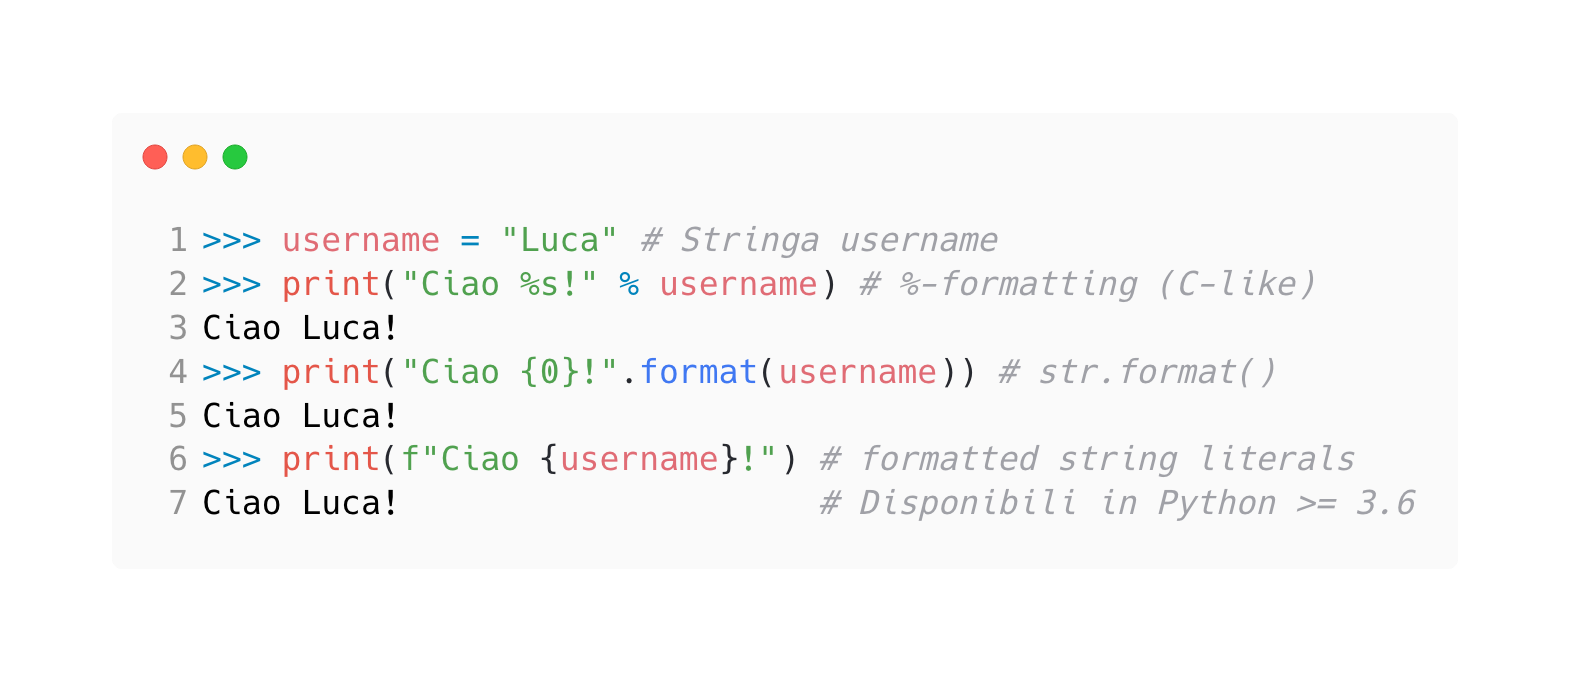 1 >>> username = "Luca" # Stringa username
2 >>> print("Ciao %s!" % username) # %-formatting (C-like)
3 Ciao Luca!
4 >>> print("Ciao {0}!".format(username)) # str.format()
5 Ciao Luca!
6 >>> print(f"Ciao {username}!") # formatted string literals
7 Ciao Luca!                     # Disponibili in Python >= 3.6